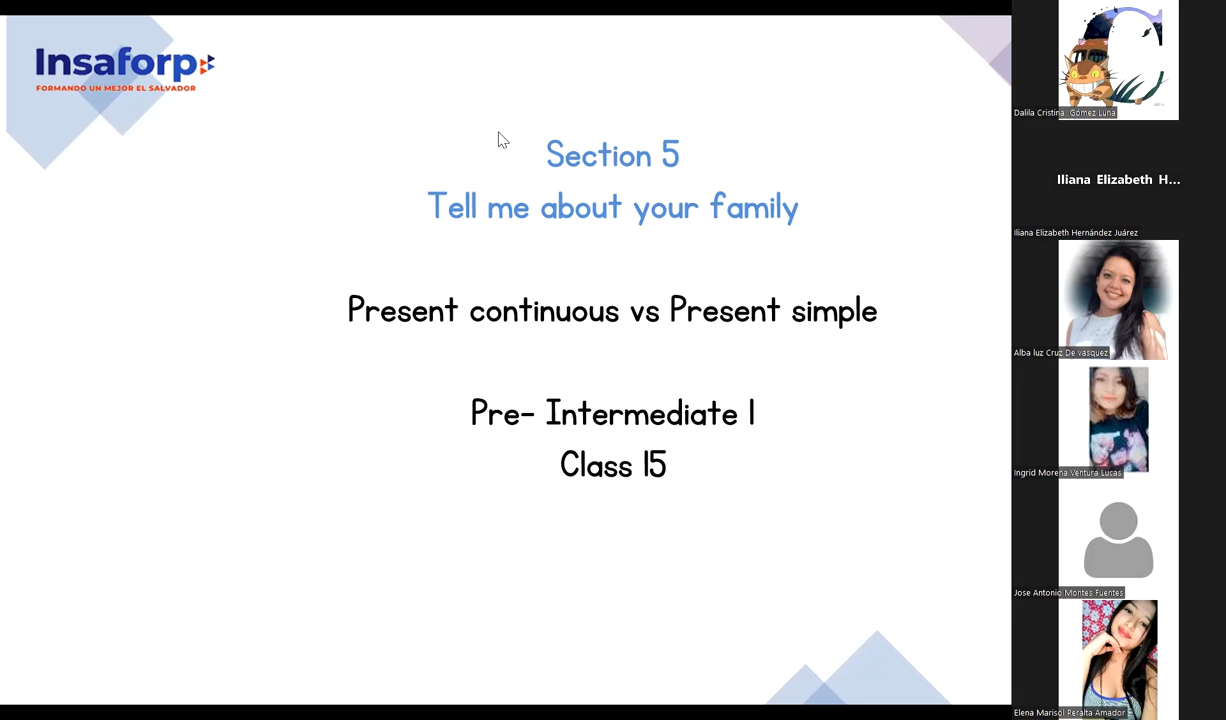 Insaforp
FORMANDO UN MEJOR EL SALVADOR
Section 5
Tell me about your family
Present continuous vs Present simple
Pre- Intermediate 1
Class 15
Dalila Cristina Gómez Luna
Iliana Elizabeth H...
Iliana Elizabeth Hernández Juárez
Alba luz Cruz De vasquez
Ingrid Morena Ventura Lucas
Jose Antonio Montes Fuentes
Elena Marisol Peralta Amador